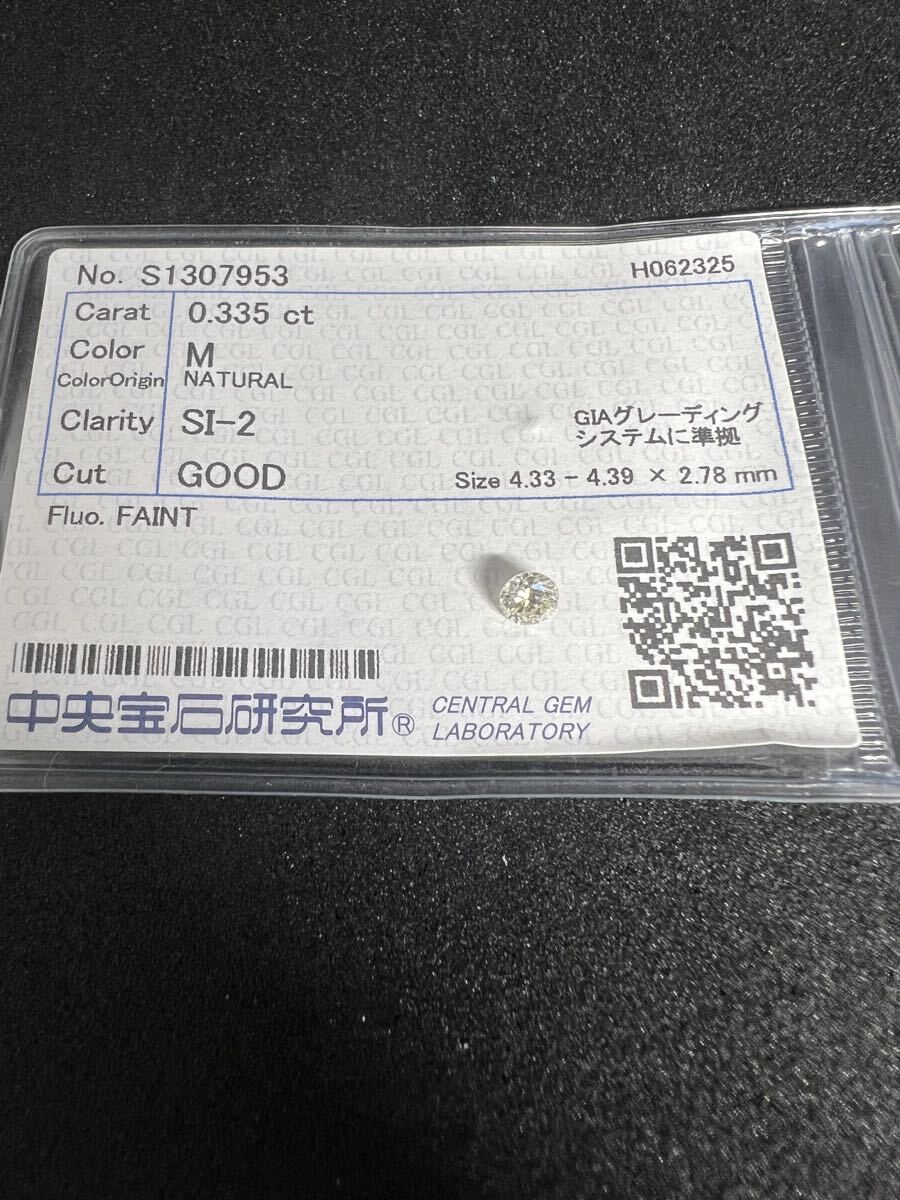 No. S1307953
H062325
Carat 0.335 ct
Color M
ColorOrigin NATURAL
Clarity SI-2
GIAグレーディング
システムに準拠
Cut GOOD
Size 4.33 - 4.39 × 2.78 mm
Fluo. FAINT
中央宝石研究所®
CENTRAL GEM
LABORATORY